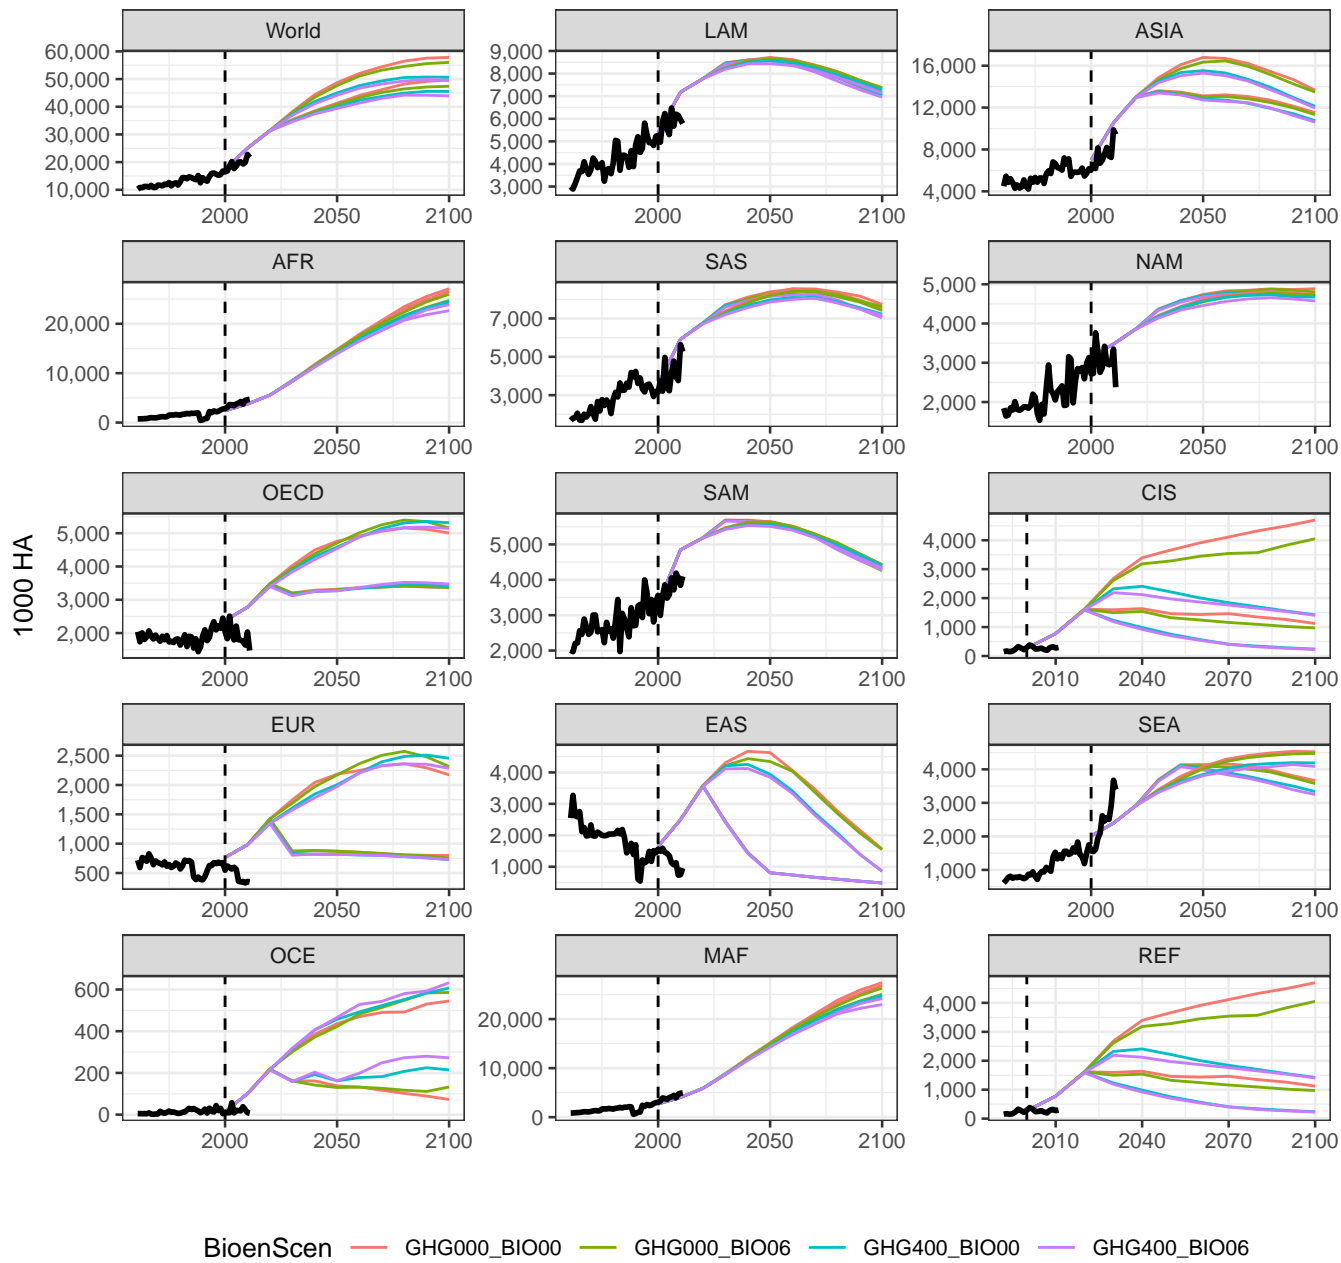 World
LAM
ASIA
60,000
50,000
40,000
30,000
20,000
10,000
9,000
8,000
7,000
6,000
5,000
4,000
3,000
16,000
12,000
8,000
4,000
2000 2050 2100
2000 2050 2100
2000 2050 2100
AFR
SAS
NAM
20,000
10,000
0
7,000
5,000
3,000
5,000
4,000
3,000
2,000
2000 2050 2100
2000 2050 2100
2000 2050 2100
OECD
SAM
CIS
5,000
4,000
3,000
2,000
5,000
4,000
3,000
2,000
4,000
3,000
2,000
1,000
0
2000 2050 2100
2000 2050 2100
2010 2040 2070 2100
1000 HA
EUR
EAS
SEA
2,500
2,000
1,500
1,000
500
4,000
3,000
2,000
1,000
4,000
3,000
2,000
1,000
2000 2050 2100
2000 2050 2100
2000 2050 2100
OCE
MAF
REF
600
400
200
0
20,000
10,000
0
4,000
3,000
2,000
1,000
0
2000 2050 2100
2000 2050 2100
2010 2040 2070 2100
BioenScen GHG000_BIO00 GHG000_BIO06 GHG400_BIO00 GHG400_BIO06